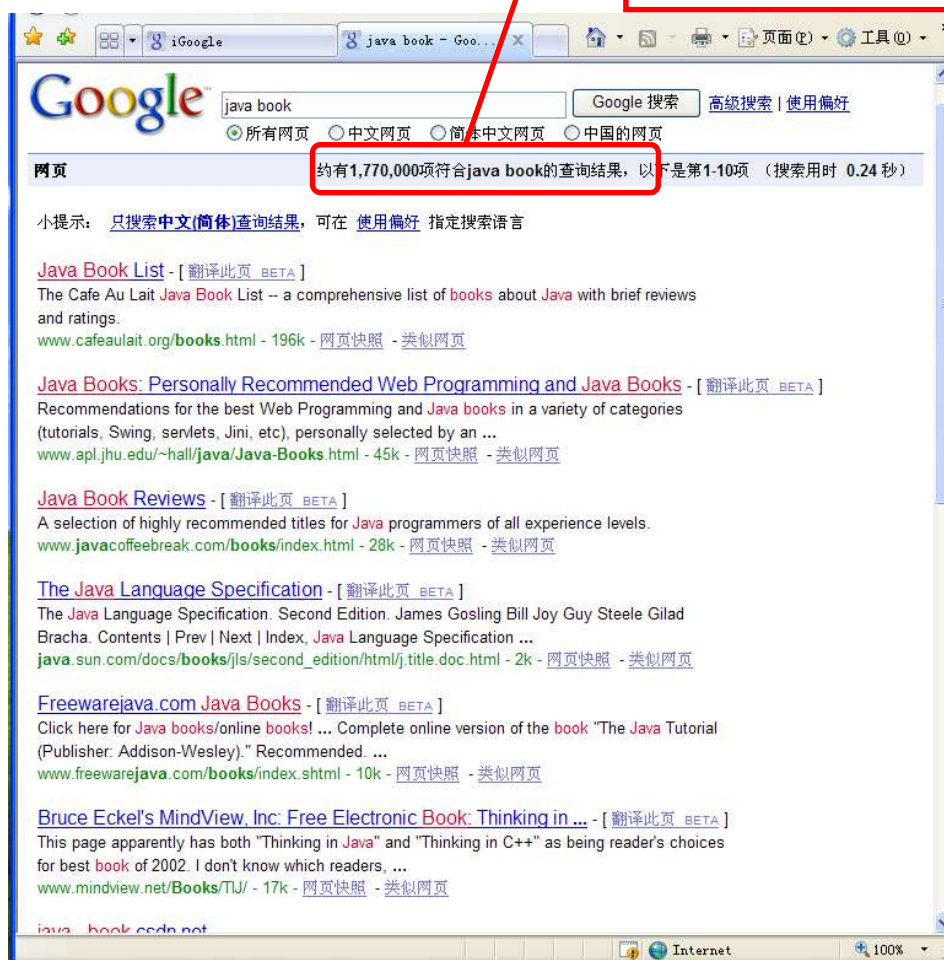 iGoogle
java book - Goo...
页面(P)
工具(O)
Google
java book
Google 搜索
高级搜索 | 使用偏好
所有网页 中文网页 简体中文网页 中国的网页
网页
约有1,770,000项符合java book的查询结果，以下是第1-10项 （搜索用时 0.24 秒）
小提示： 只搜索中文(简体)查询结果，可在 使用偏好 指定搜索语言
Java Book List - [ 翻译此页 BETA ]
The Cafe Au Lait Java Book List -- a comprehensive list of books about Java with brief reviews
and ratings.
www.cafeaulait.org/books.html - 196k - 网页快照 - 类似网页
Java Books: Personally Recommended Web Programming and Java Books - [ 翻译此页 BETA ]
Recommendations for the best Web Programming and Java books in a variety of categories
(tutorials, Swing, servlets, Jini, etc), personally selected by an ...
www.apl.jhu.edu/~hall/java/Java-Books.html - 45k - 网页快照 - 类似网页
Java Book Reviews - [ 翻译此页 BETA ]
A selection of highly recommended titles for Java programmers of all experience levels.
www.javacoffeebreak.com/books/index.html - 28k - 网页快照 - 类似网页
The Java Language Specification - [ 翻译此页 BETA ]
The Java Language Specification. Second Edition. James Gosling Bill Joy Guy Steele Gilad
Bracha. Contents | Prev | Next | Index, Java Language Specification ...
java.sun.com/docs/books/jls/second_edition/html/j.title.doc.html - 2k - 网页快照 - 类似网页
Freewarejava.com Java Books - [ 翻译此页 BETA ]
Click here for Java books/online books! ... Complete online version of the book "The Java Tutorial
(Publisher: Addison-Wesley)." Recommended. ...
www.freewarejava.com/books/index.shtml - 10k - 网页快照 - 类似网页
Bruce Eckel's MindView, Inc: Free Electronic Book: Thinking in ... - [ 翻译此页 BETA ]
This page apparently has both "Thinking in Java" and "Thinking in C++" as being reader's choices
for best book of 2002. I don't know which readers, ...
www.mindview.net/Books/TIJ/ - 17k - 网页快照 - 类似网页
Internet
100%